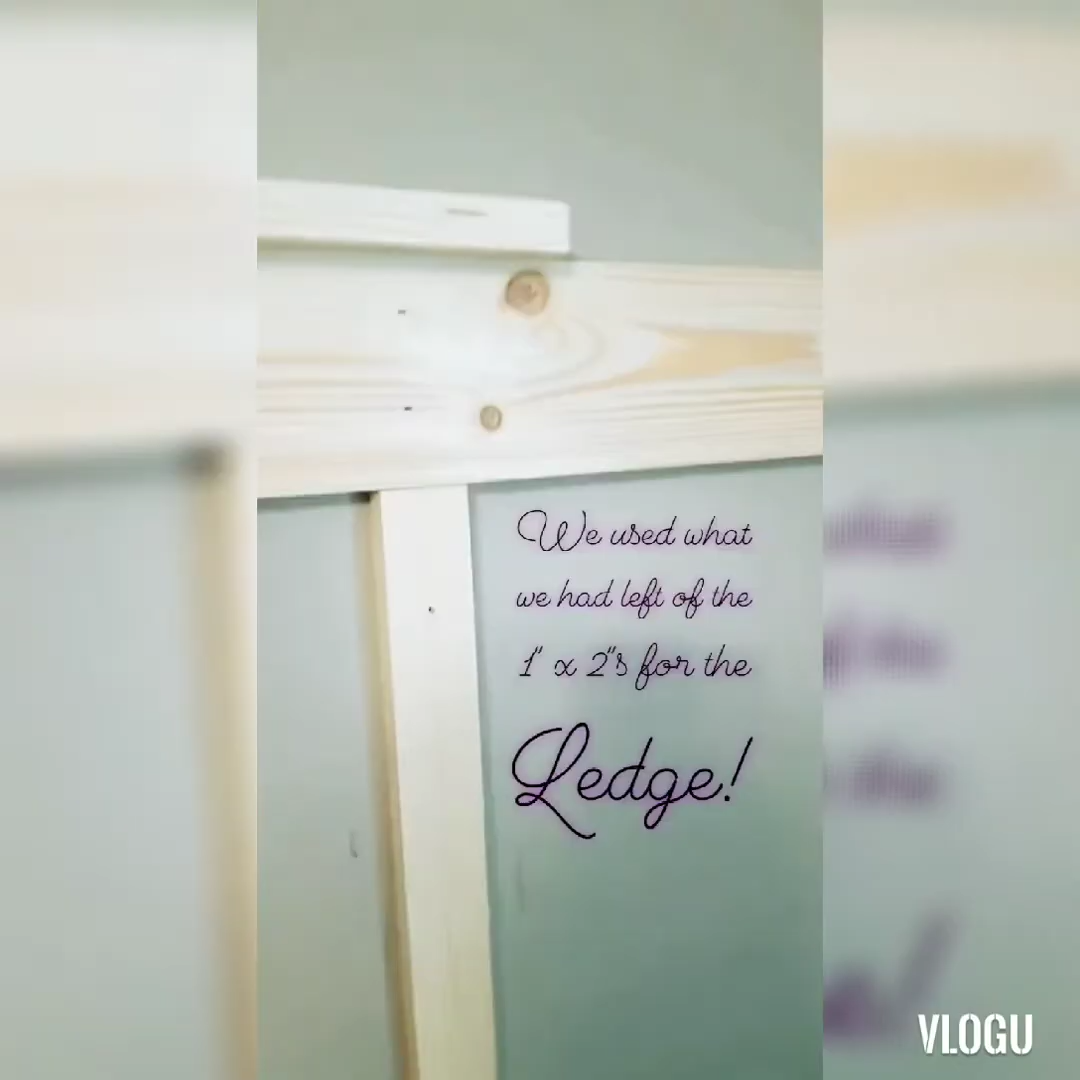 We used what
we had left of the
1" x 2"s for the
Ledge!
VLOGU